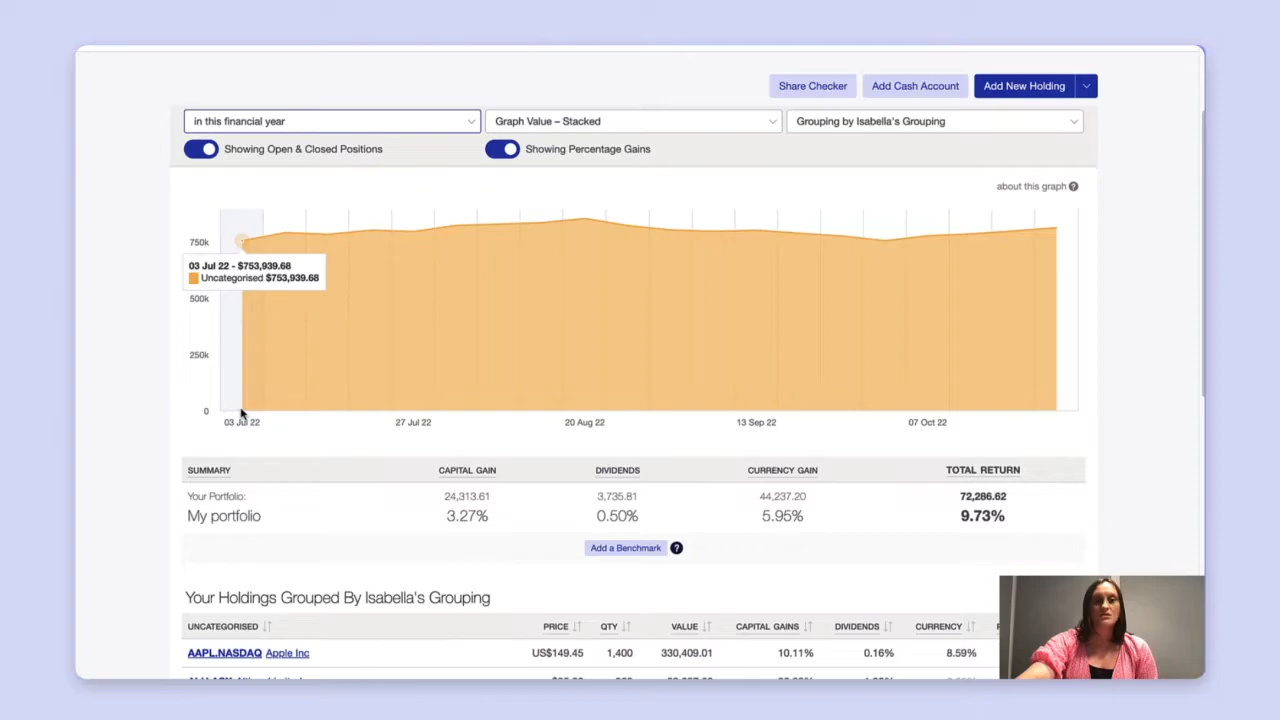 Share Checker
Add Cash Account
Add New Holding
in this financial year
Graph Value – Stacked
Grouping by Isabella's Grouping
Showing Open & Closed Positions
Showing Percentage Gains
about this graph ?
750k
03 Jul 22 - $753,939.68
Uncategorised $753,939.68
500k
250k
0
03 Jul 22
27 Jul 22
20 Aug 22
13 Sep 22
07 Oct 22
SUMMARY CAPITAL GAIN DIVIDENDS CURRENCY GAIN TOTAL RETURN
Your Portfolio: 24,313.61 3,735.81 44,237.20 72,286.62
My portfolio 3.27% 0.50% 5.95% 9.73%
Add a Benchmark ?
Your Holdings Grouped By Isabella's Grouping
UNCATEGORISED PRICE QTY VALUE CAPITAL GAINS DIVIDENDS CURRENCY
AAPL.NASDAQ Apple Inc US$149.45 1,400 330,409.01 10.11% 0.16% 8.59%